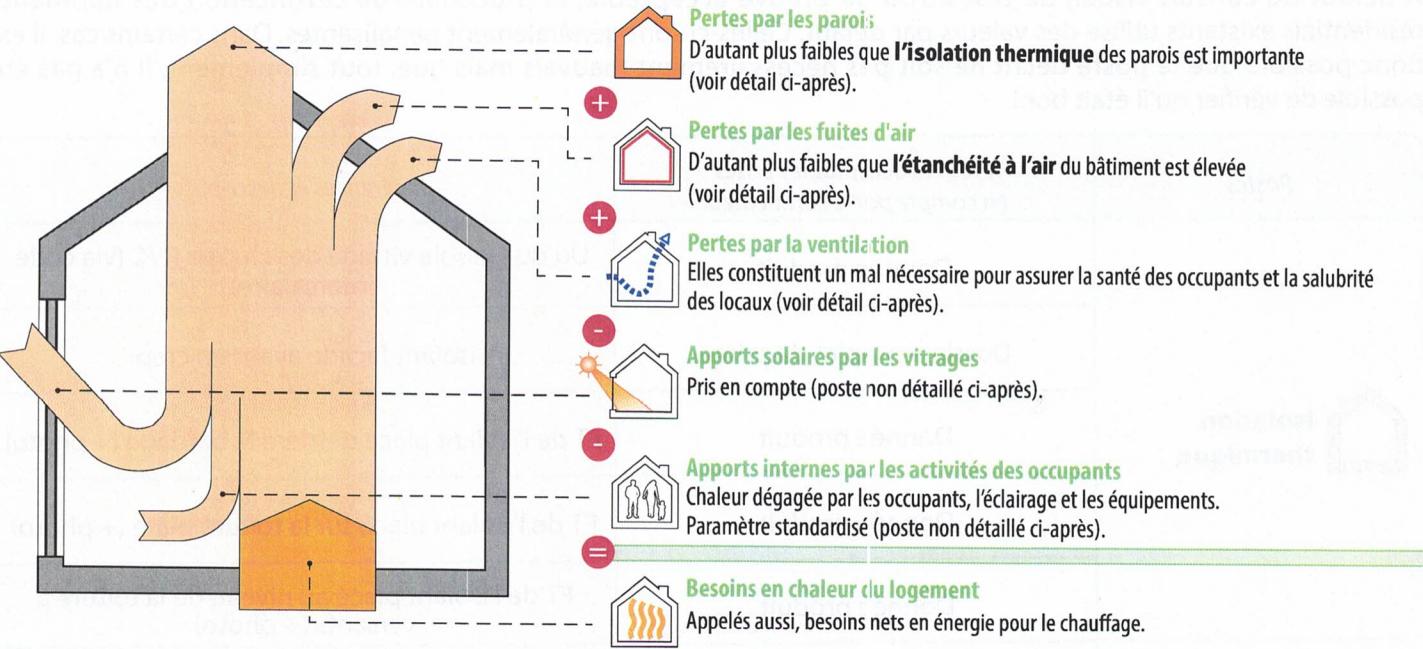 Pertes par les parois
D'autant plus faibles que l'isolation thermique des parois est importante
(voir détail ci-après).
+
Pertes par les fuites d'air
D'autant plus faibles que l'étanchéité à l'air du bâtiment est élevée
(voir détail ci-après).
+
Pertes par la ventilation
Elles constituent un mal nécessaire pour assurer la santé des occupants et la salubrité
des locaux (voir détail ci-après).
-
Apports solaires par les vitrages
Pris en compte (poste non détaillé ci-après).
-
Apports internes par les activités des occupants
Chaleur dégagée par les occupants, l'éclairage et les équipements.
Paramètre standardisé (poste non détaillé ci-après).
=
Besoins en chaleur du logement
Appelés aussi, besoins nets en énergie pour le chauffage.